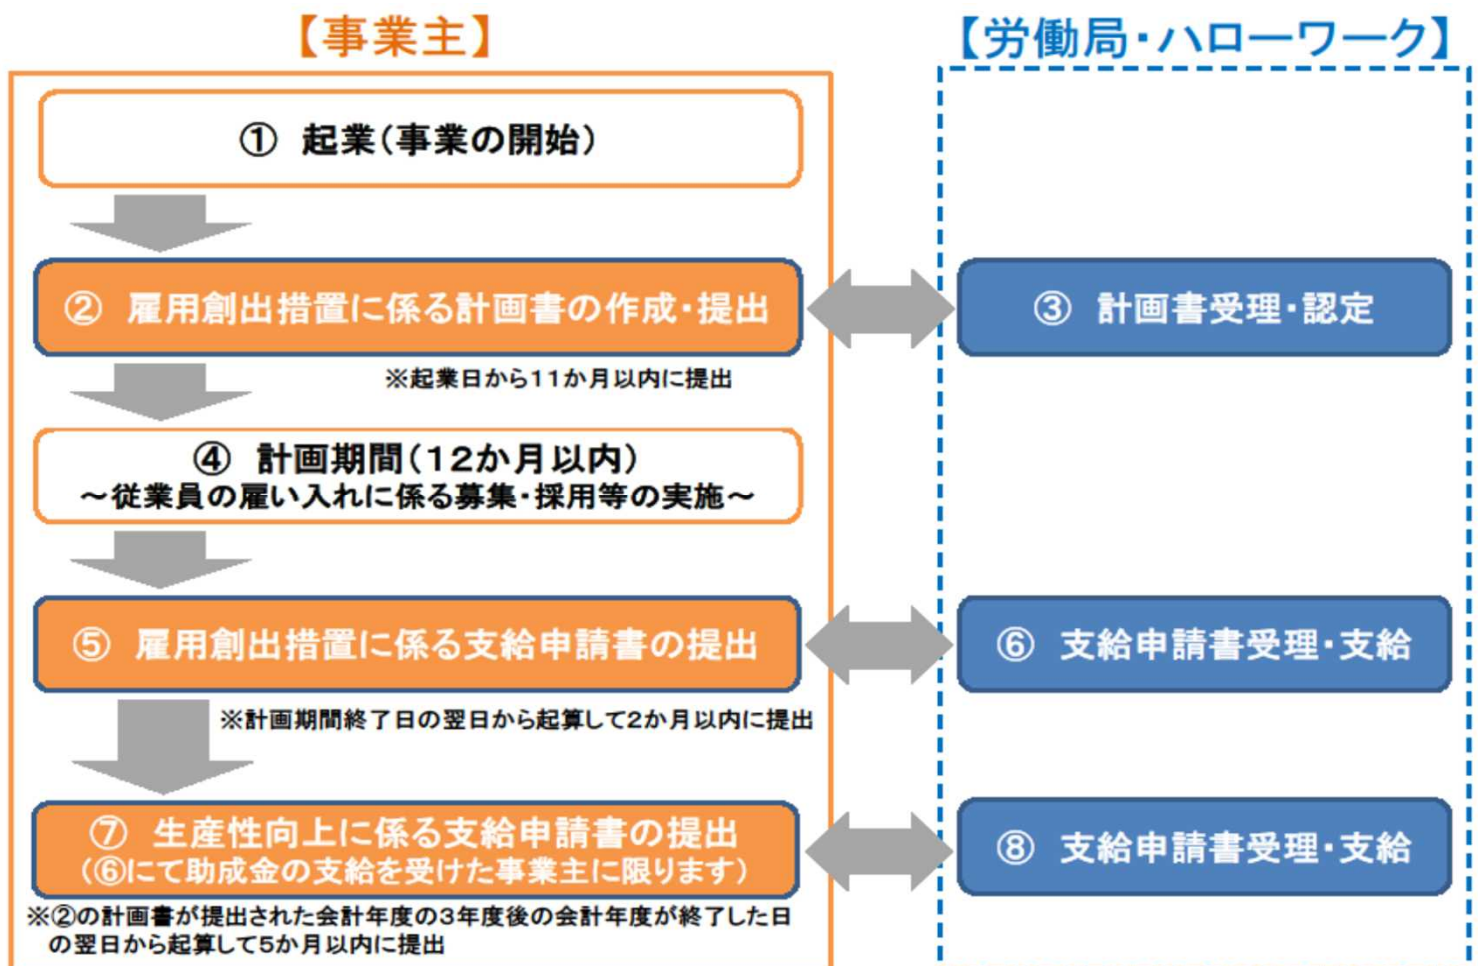 【事業主】
【労働局・ハローワーク】
① 起業(事業の開始)
② 雇用創出措置に係る計画書の作成・提出
③ 計画書受理・認定
※起業日から11か月以内に提出
④ 計画期間(12か月以内)
～従業員の雇い入れに係る募集・採用等の実施～
⑤ 雇用創出措置に係る支給申請書の提出
⑥ 支給申請書受理・支給
※計画期間終了日の翌日から起算して2か月以内に提出
⑦ 生産性向上に係る支給申請書の提出
(⑥にて助成金の支給を受けた事業主に限ります)
⑧ 支給申請書受理・支給
※②の計画書が提出された会計年度の3年度後の会計年度が終了した日
の翌日から起算して5か月以内に提出